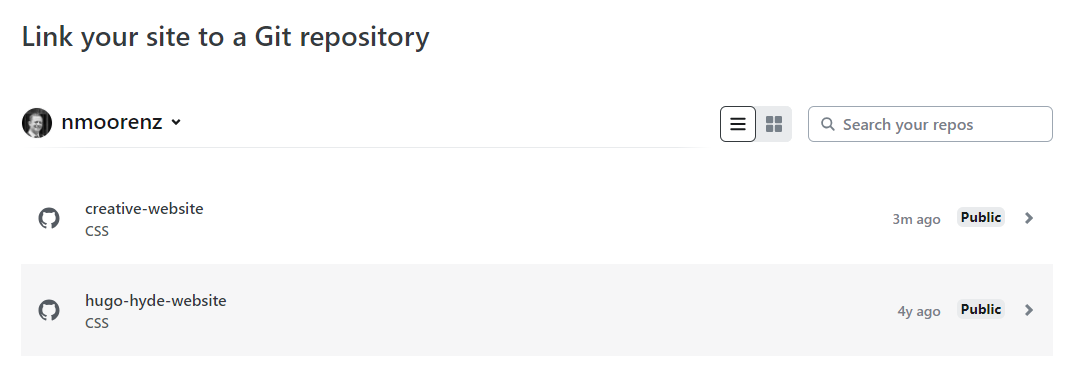 Link your site to a Git repository
nmoorenz
Search your repos
creative-website
CSS
3m ago
Public
hugo-hyde-website
CSS
4y ago
Public